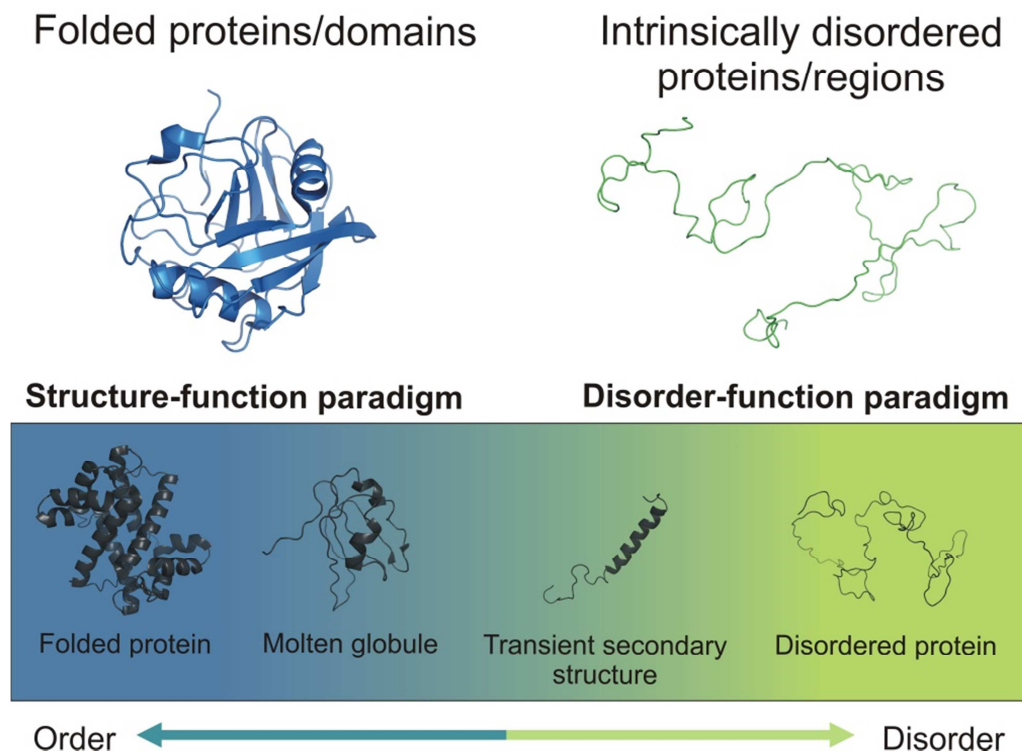 Folded proteins/domains
Intrinsically disordered
proteins/regions
Structure-function paradigm
Disorder-function paradigm
Folded protein
Molten globule
Transient secondary
structure
Disordered protein
Order
Disorder